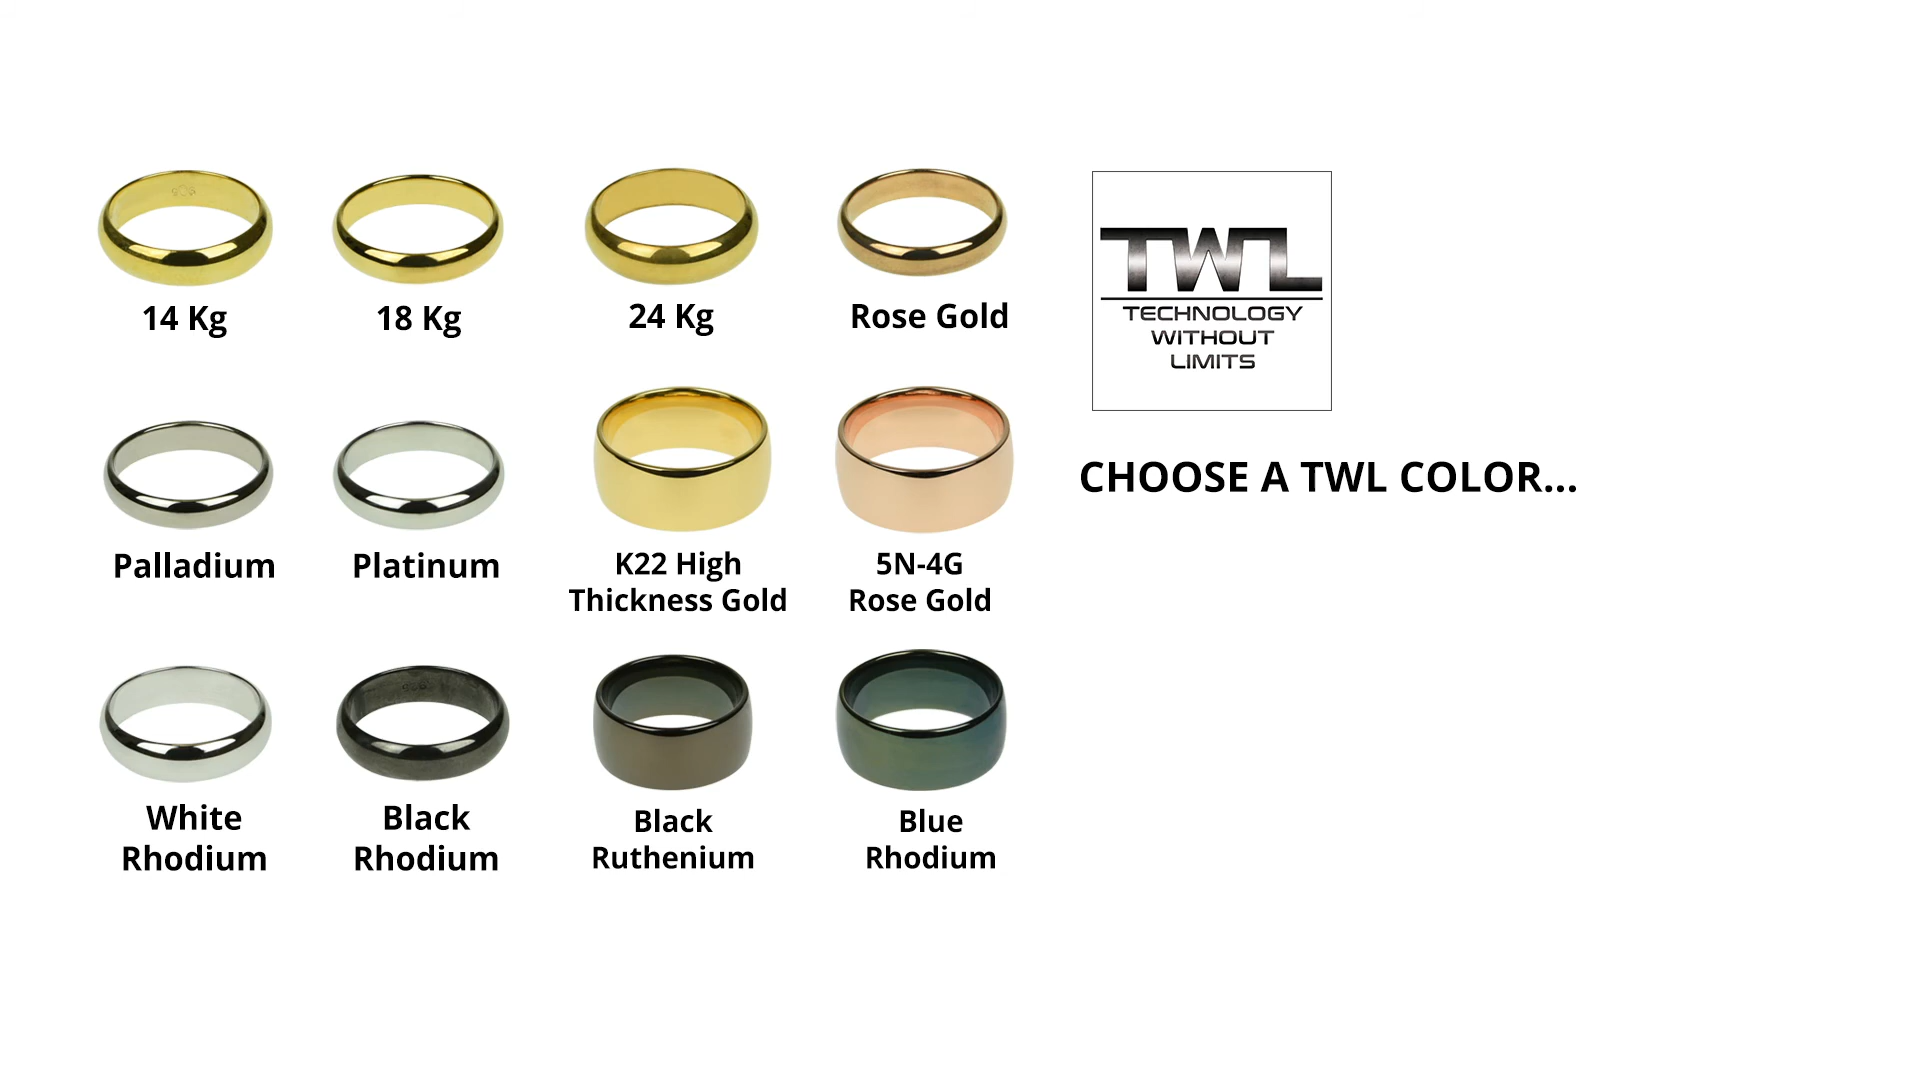 14 Kg
18 Kg
24 Kg
Rose Gold
Palladium
Platinum
K22 High
Thickness Gold
5N-4G
Rose Gold
White
Rhodium
Black
Rhodium
Black
Ruthenium
Blue
Rhodium
TWL
TECHNOLOGY
WITHOUT
LIMITS
CHOOSE A TWL COLOR...